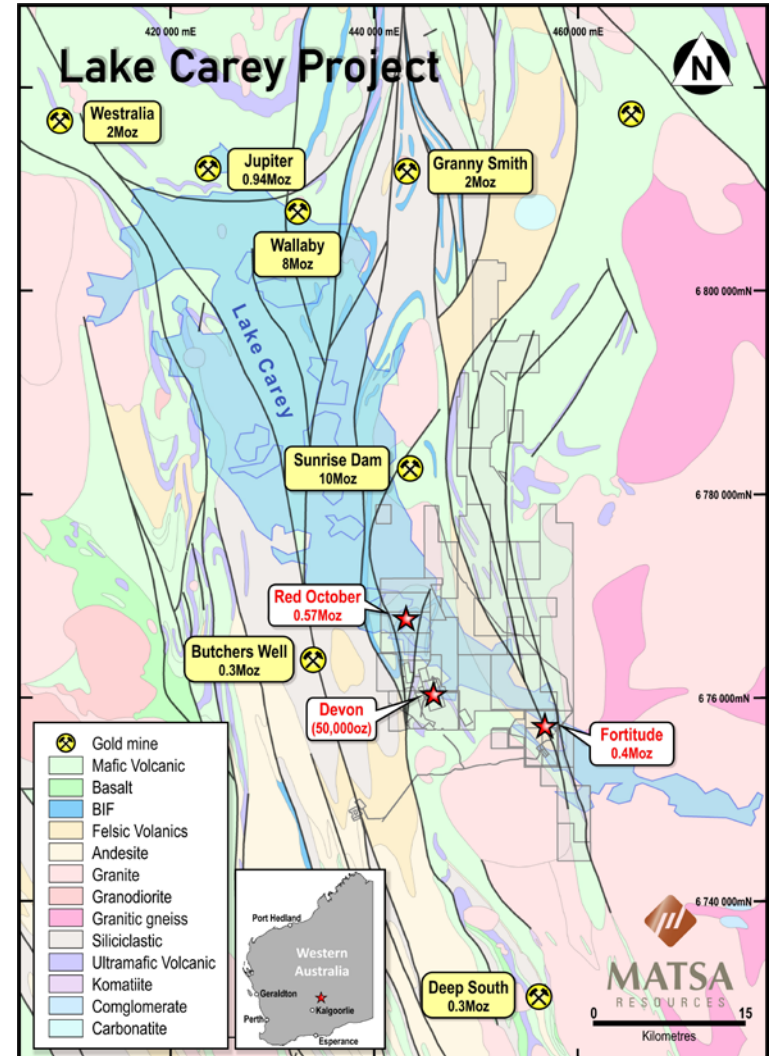 420 000 mE
440 000 mE
460 000 mE
Lake Carey Project
N
Westralia
2Moz
Jupiter
0.94Moz
Granny Smith
2Moz
Wallaby
8Moz
6 800 000mN
Lake Carey
Sunrise Dam
10Moz
6 780 000mN
Red October
0.57Moz
Butchers Well
0.3Moz
Devon
(50,000oz)
6 76 000mN
Fortitude
0.4Moz
Gold mine
Mafic Volcanic
Basalt
BIF
Felsic Volanics
Andesite
Granite
Granodiorite
Granitic gneiss
Siliciclastic
Ultramafic Volcanic
Komatiite
Comglomerate
Carbonatite
Port Hedland
Western
Australia
Geraldton
Kalgoorlie
Perth
Esperance
6 740 000mN
MATSA
RESOURCES
Deep South
0.3Moz
0 15
Kilometres